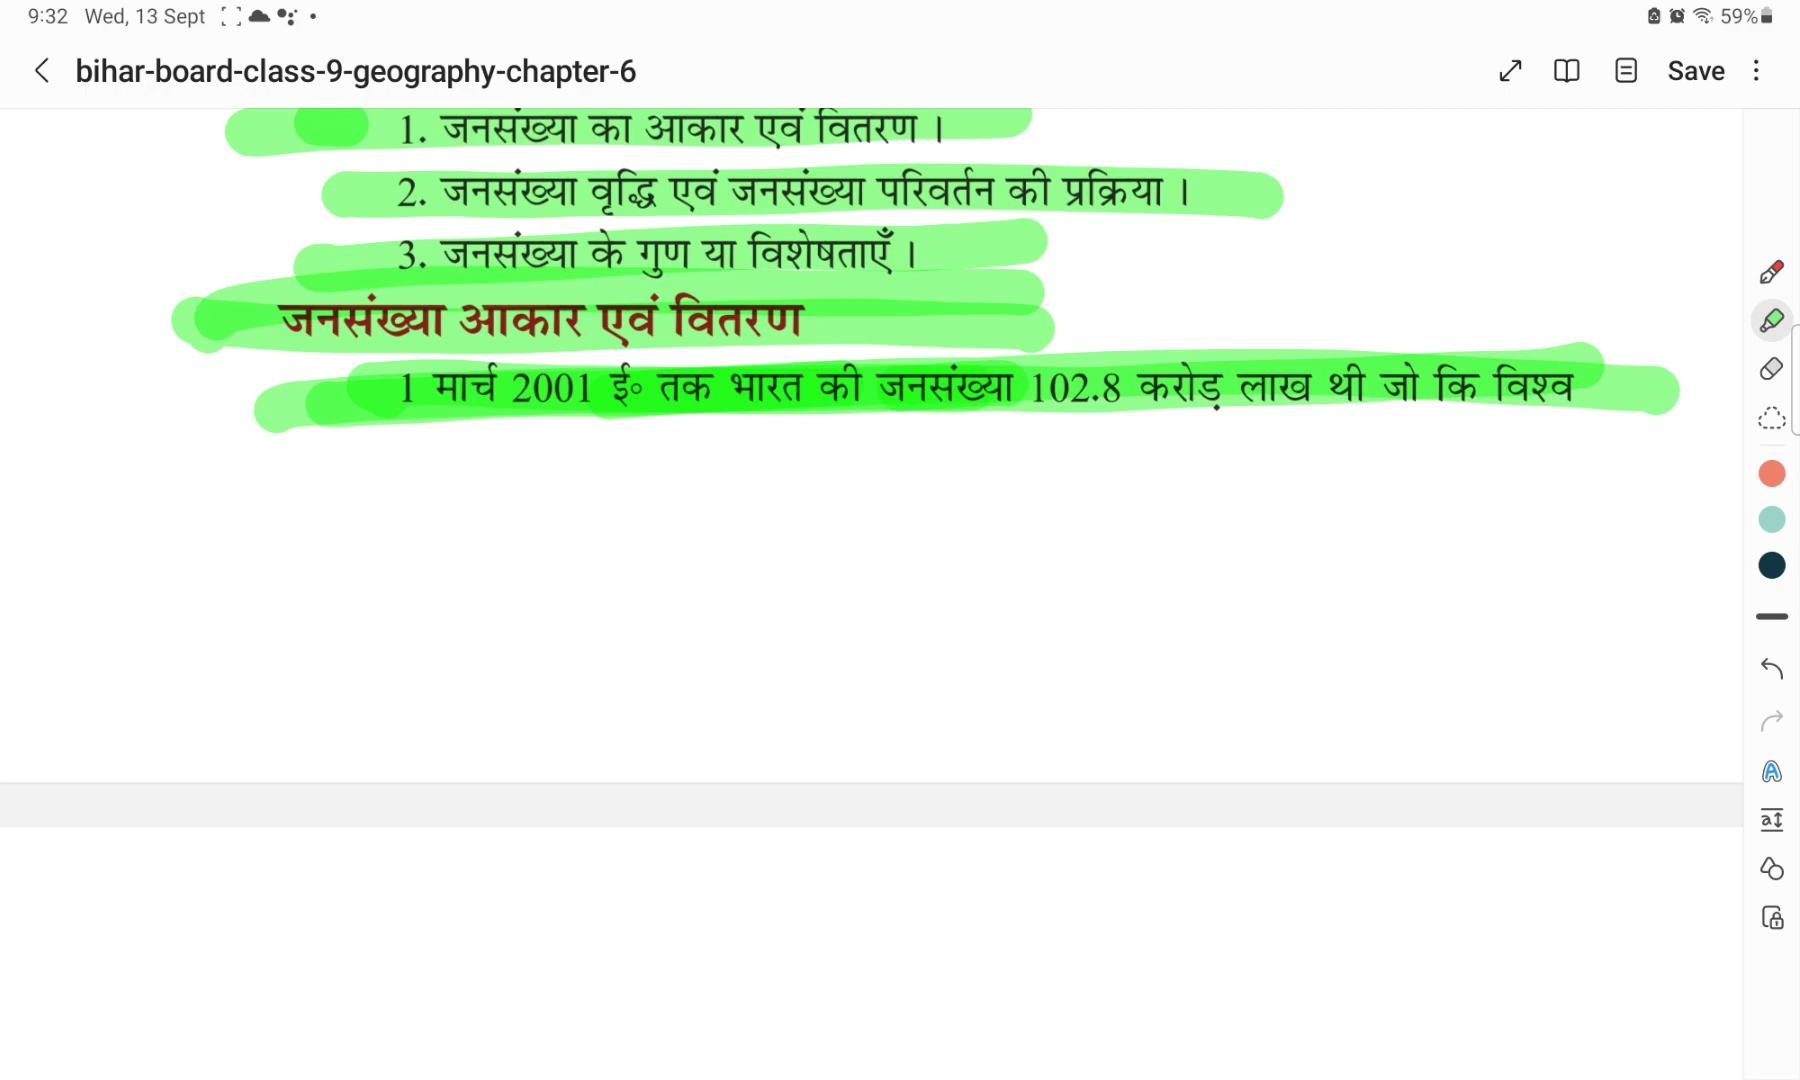 9:32 Wed, 13 Sept 59%
bihar-board-class-9-geography-chapter-6 Save
1. जनसंख्या का आकार एवं वितरण ।
2. जनसंख्या वृद्धि एवं जनसंख्या परिवर्तन की प्रक्रिया ।
3. जनसंख्या के गुण या विशेषताएँ ।
जनसंख्या आकार एवं वितरण
1 मार्च 2001 ई० तक भारत की जनसंख्या 102.8 करोड़ लाख थी जो कि विश्व